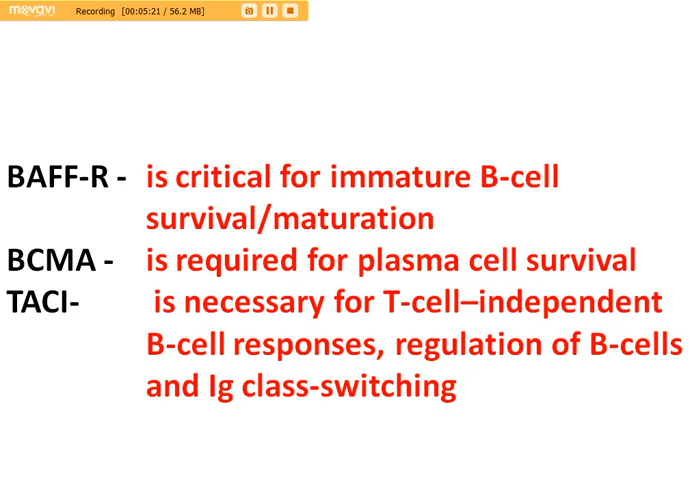 movavi Recording [00:05:21 / 56.2 MB]
BAFF-R - is critical for immature B-cell
survival/maturation
BCMA - is required for plasma cell survival
TACI- is necessary for T-cell–independent
B-cell responses, regulation of B-cells
and Ig class-switching